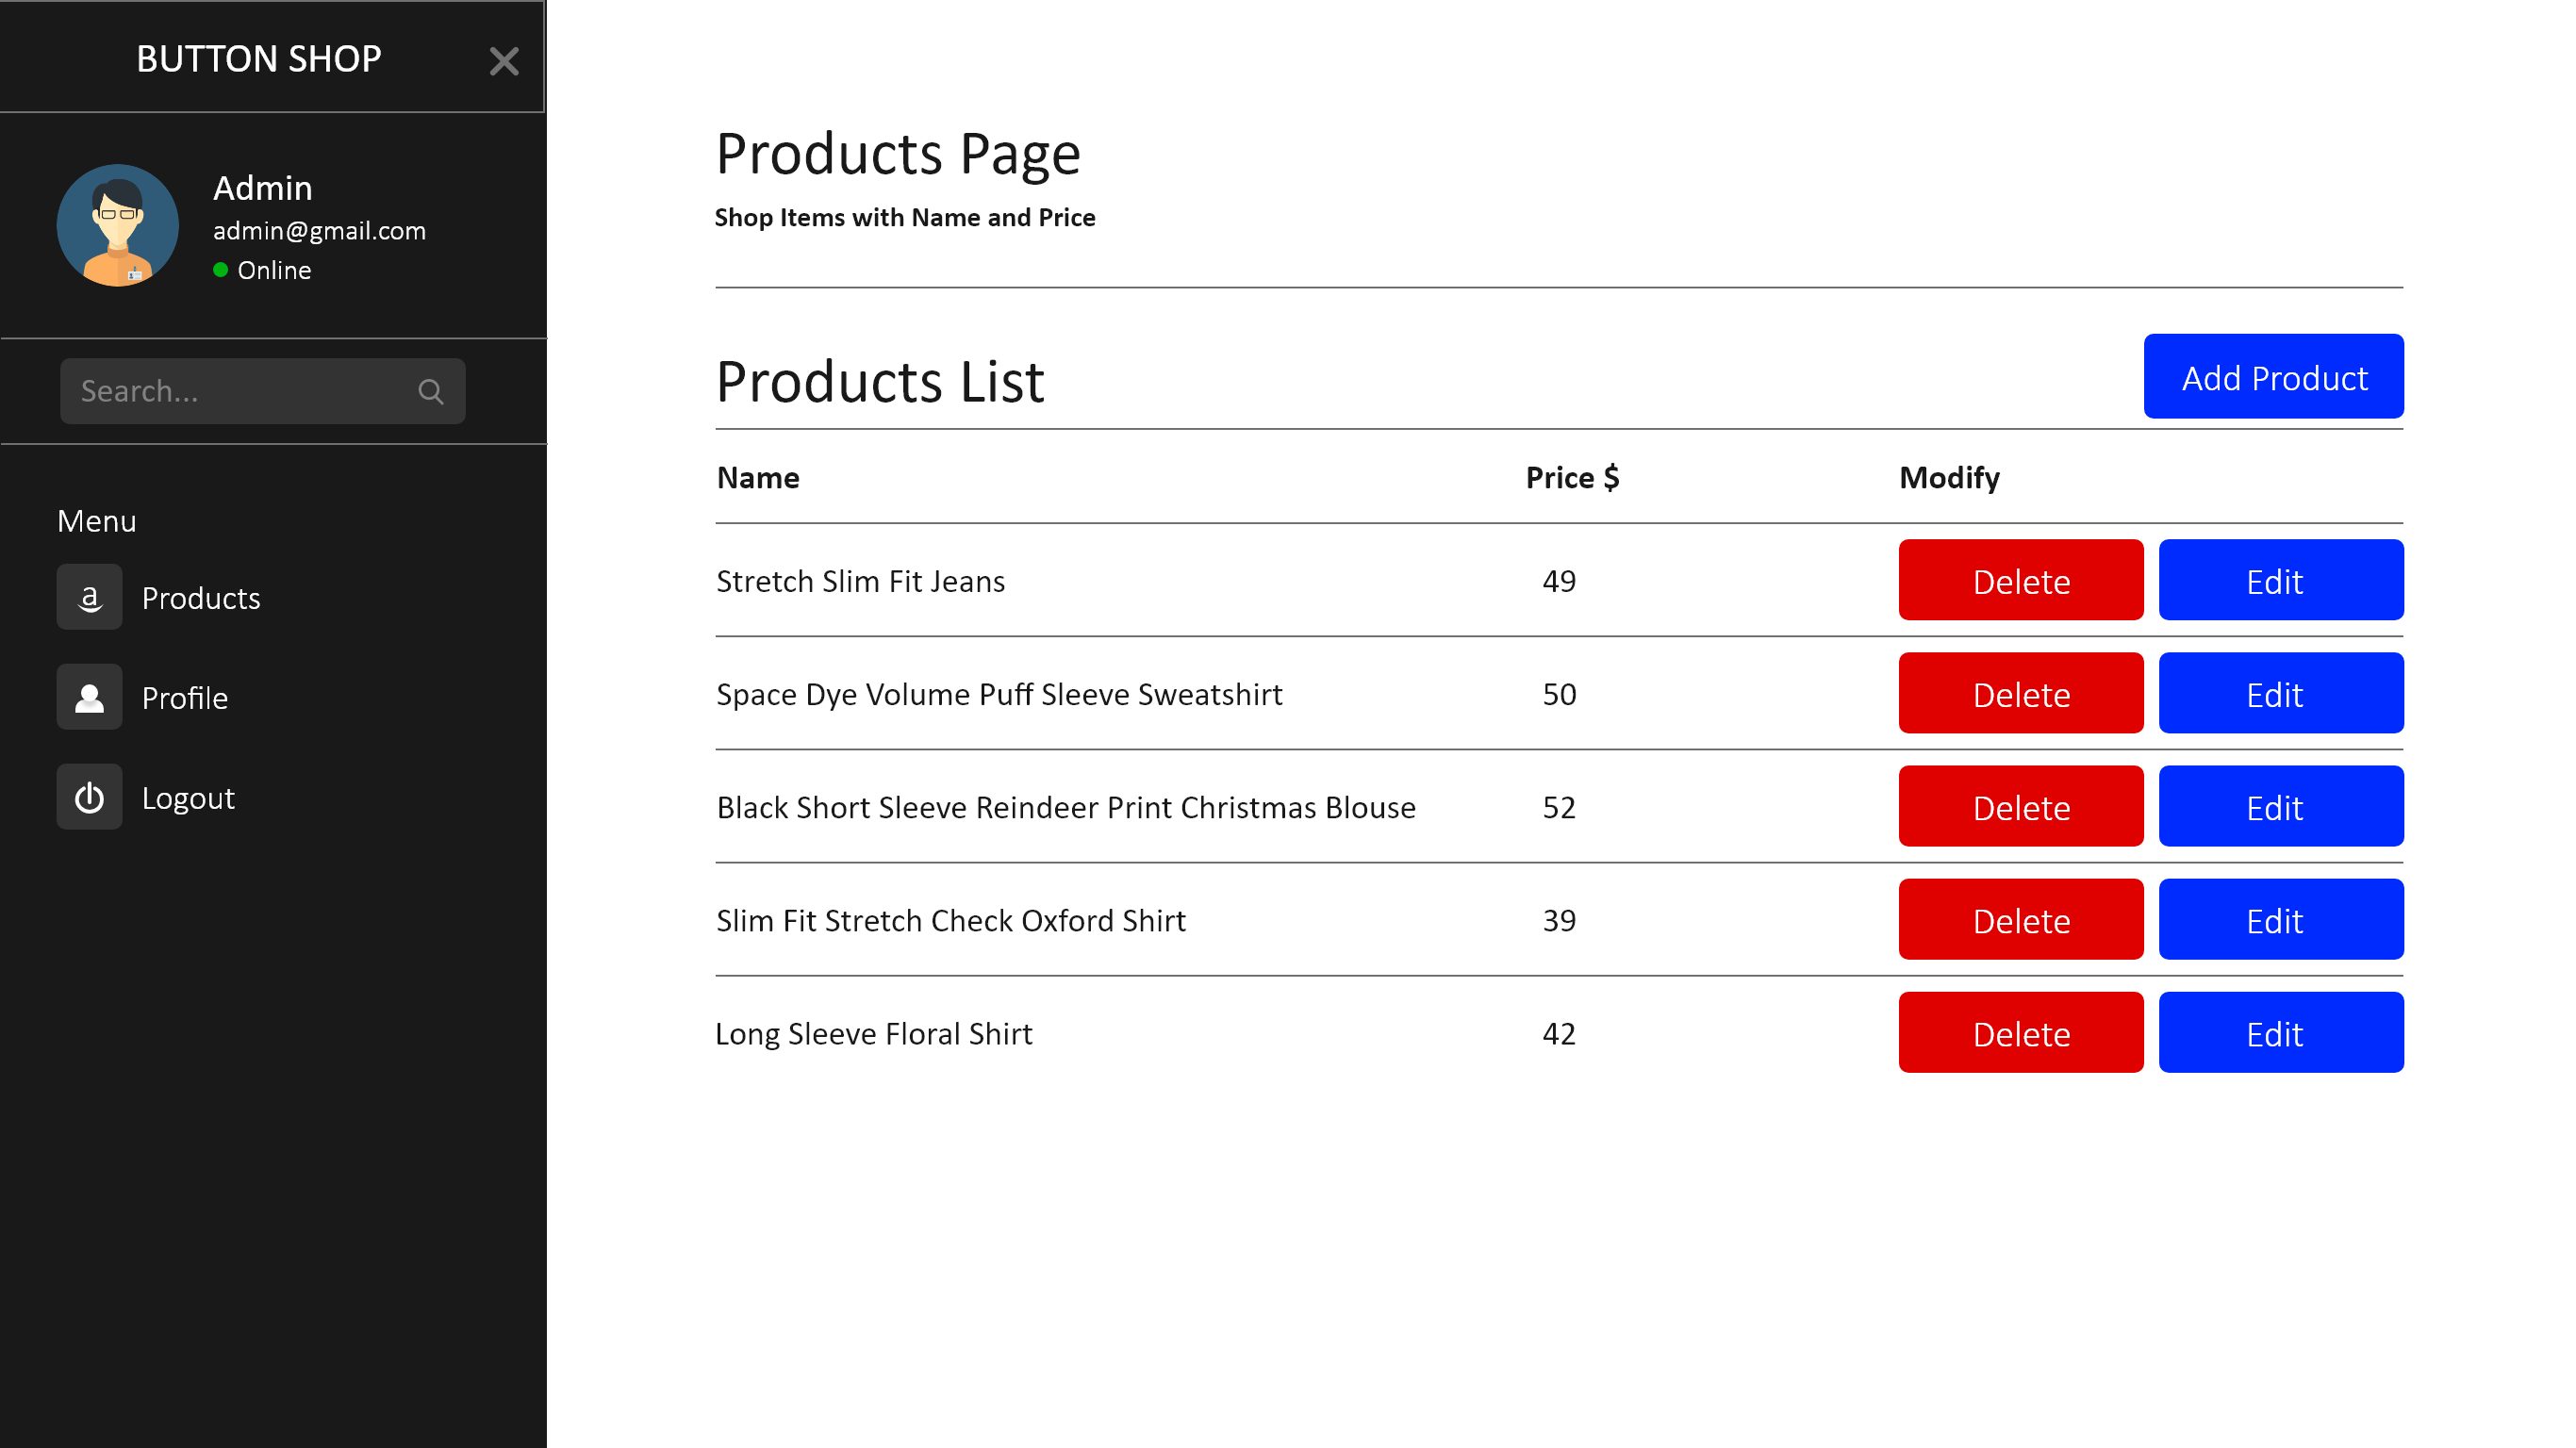 BUTTON SHOP
Admin
admin@gmail.com
Online
Search...
Menu
a
Products
Profile
Logout
Products Page
Shop Items with Name and Price
Products List
Add Product
Name Price $ Modify
Stretch Slim Fit Jeans 49 Delete Edit
Space Dye Volume Puff Sleeve Sweatshirt 50 Delete Edit
Black Short Sleeve Reindeer Print Christmas Blouse 52 Delete Edit
Slim Fit Stretch Check Oxford Shirt 39 Delete Edit
Long Sleeve Floral Shirt 42 Delete Edit